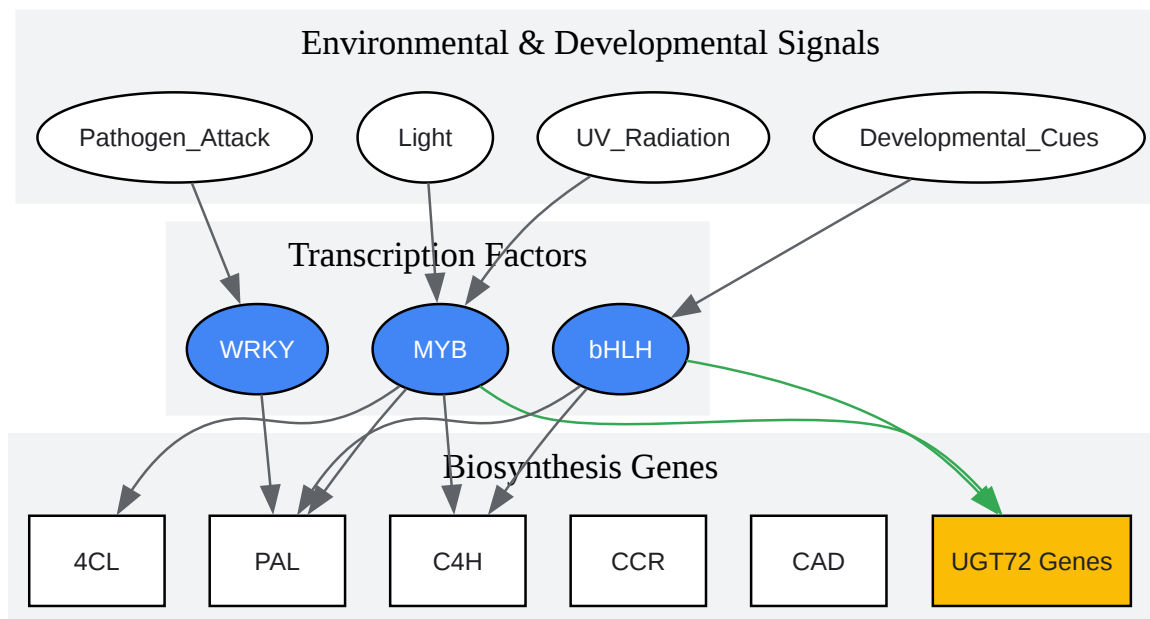 Environmental & Developmental Signals
Pathogen_Attack
Light
UV_Radiation
Developmental_Cues
Transcription Factors
WRKY
MYB
bHLH
Biosynthesis Genes
4CL
PAL
C4H
CCR
CAD
UGT72 Genes